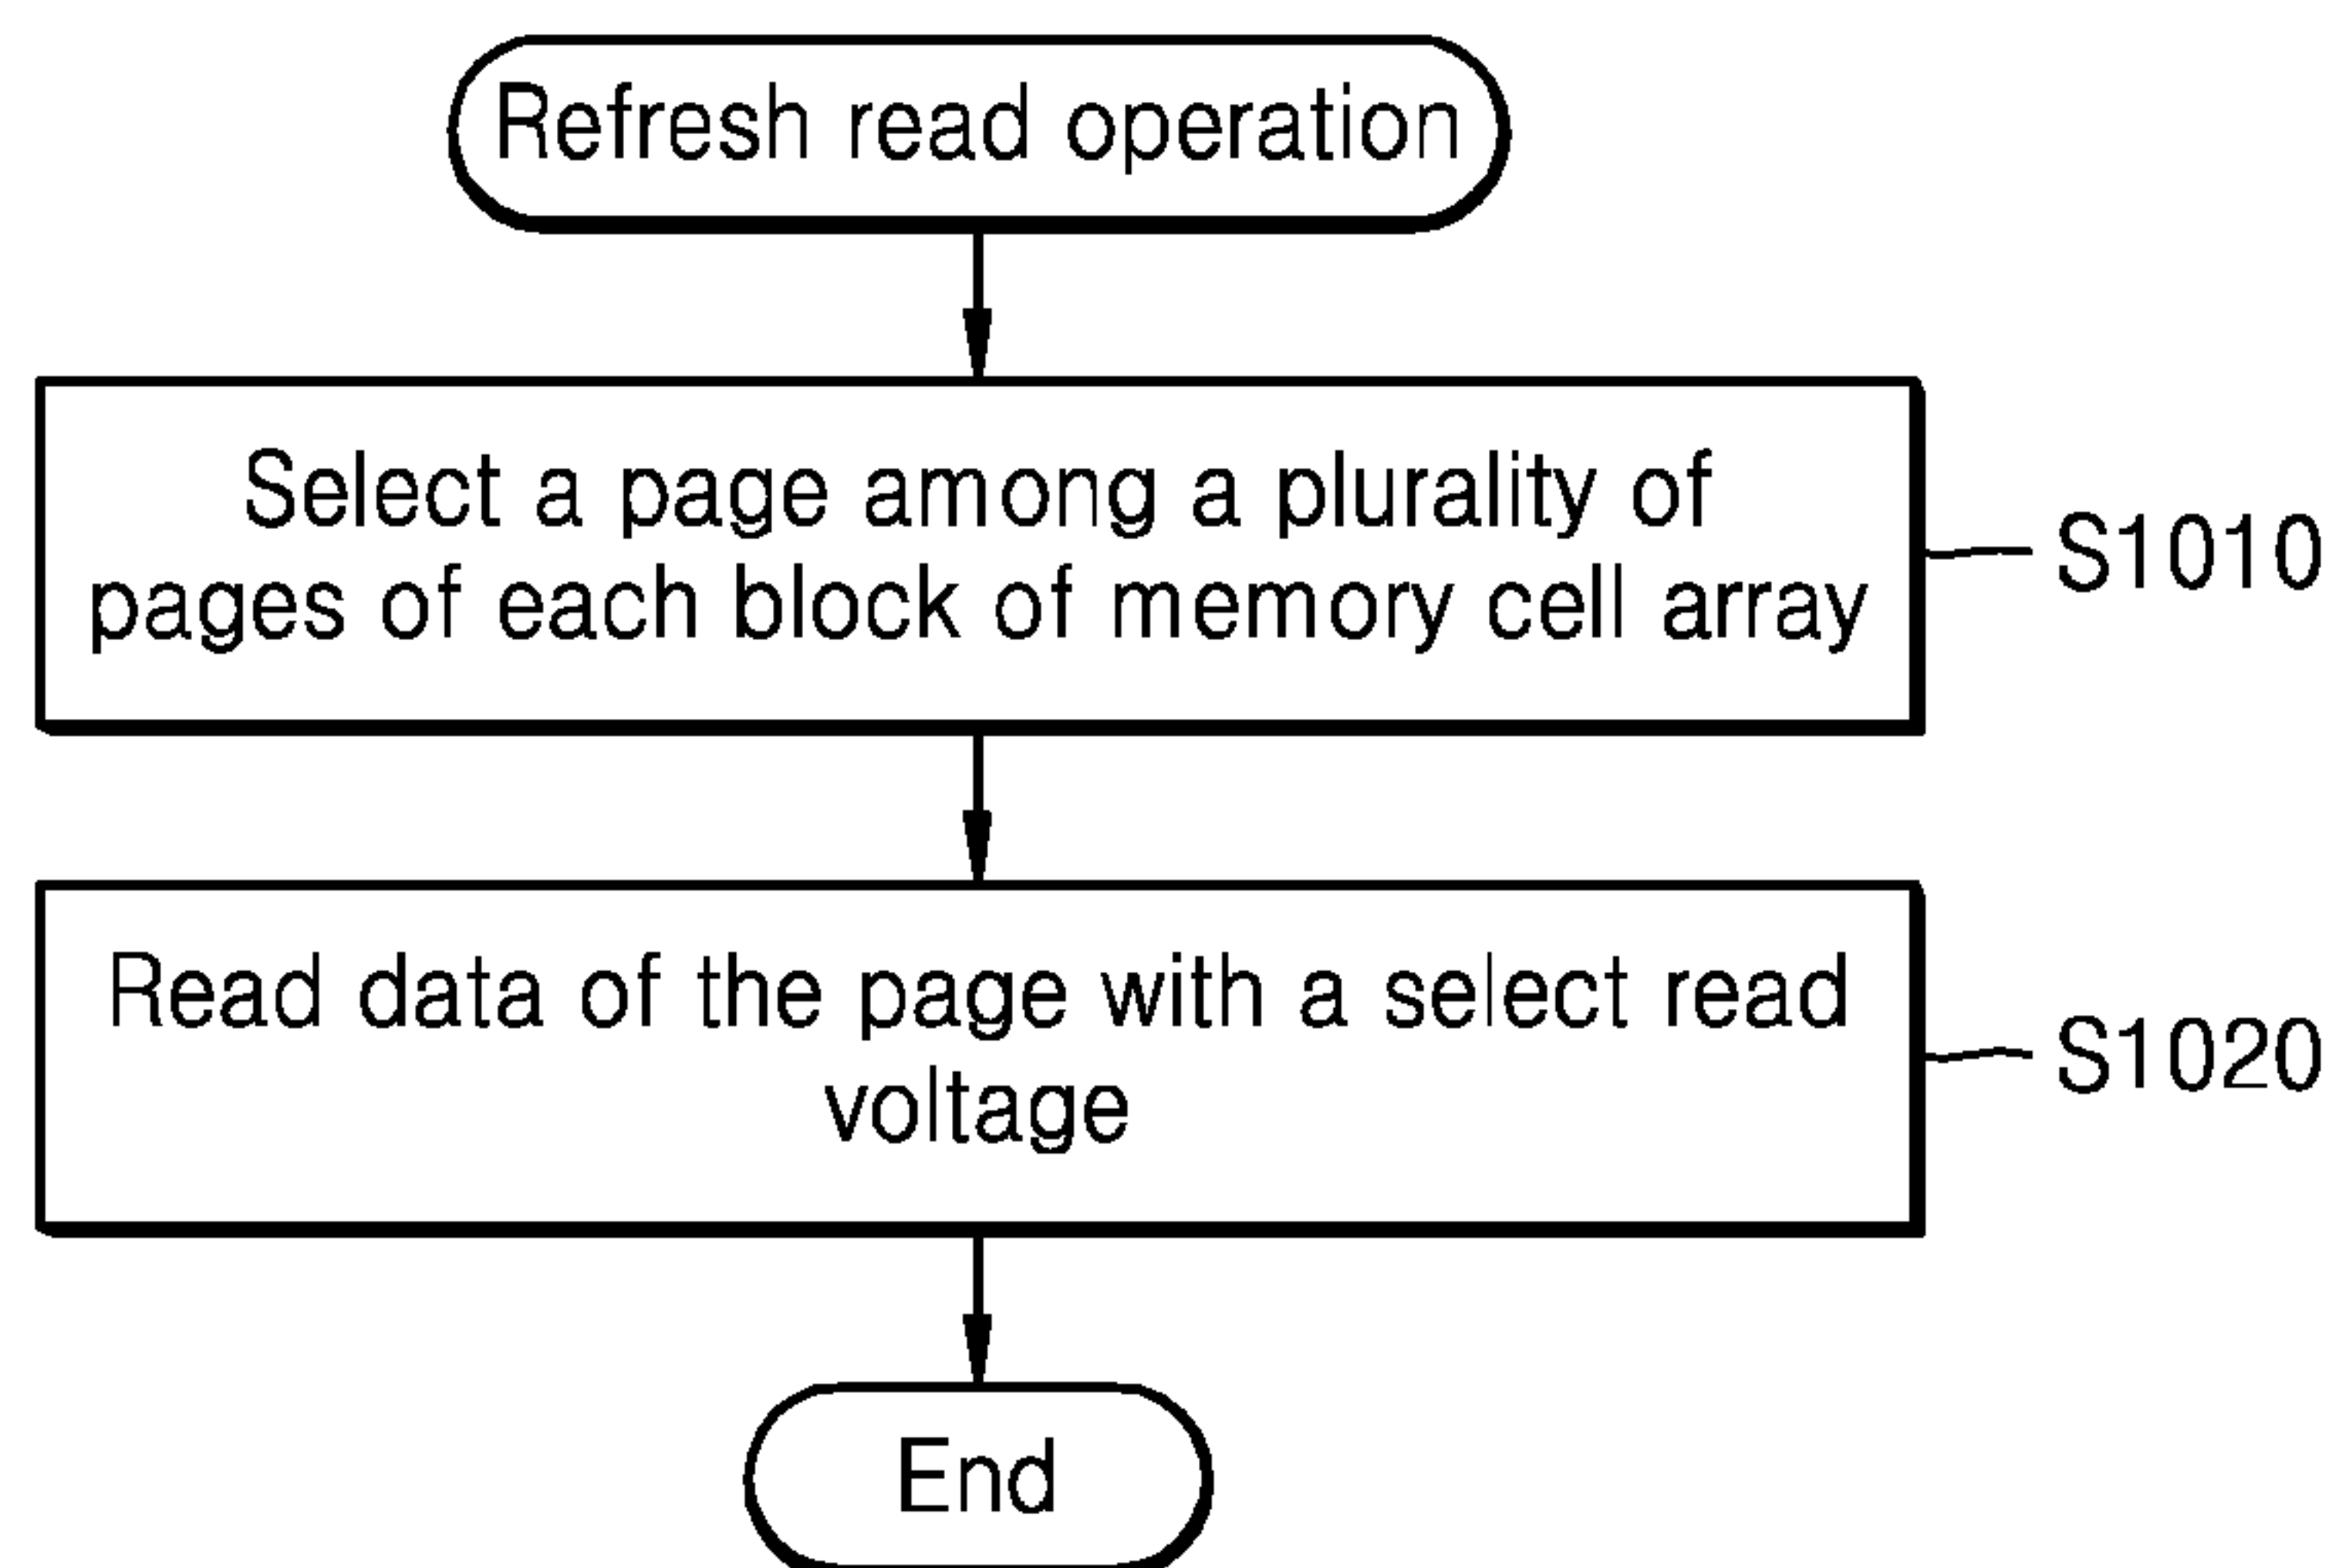 Refresh read operation
Select a page among a plurality of
pages of each block of memory cell array
S1010
Read data of the page with a select read
voltage
S1020
End